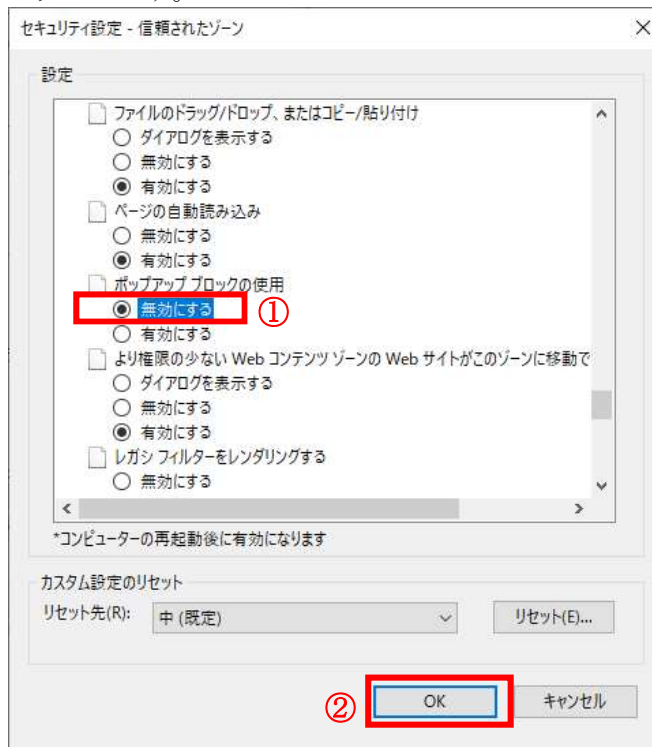 セキュリティ設定 - 信頼されたゾーン
設定
ファイルのドラッグ/ドロップ、またはコピー/貼り付け
ダイアログを表示する
無効にする
有効にする
ページの自動読み込み
無効にする
有効にする
ポップアップ ブロックの使用
無効にする
①
有効にする
より権限の少ない Web コンテンツ ゾーンの Web サイトがこのゾーンに移動で
ダイアログを表示する
無効にする
有効にする
レガシ フィルターをレンダリングする
無効にする
*コンピューターの再起動後に有効になります
カスタム設定のリセット
リセット先(R): 中 (既定) リセット(E)...
② OK キャンセル